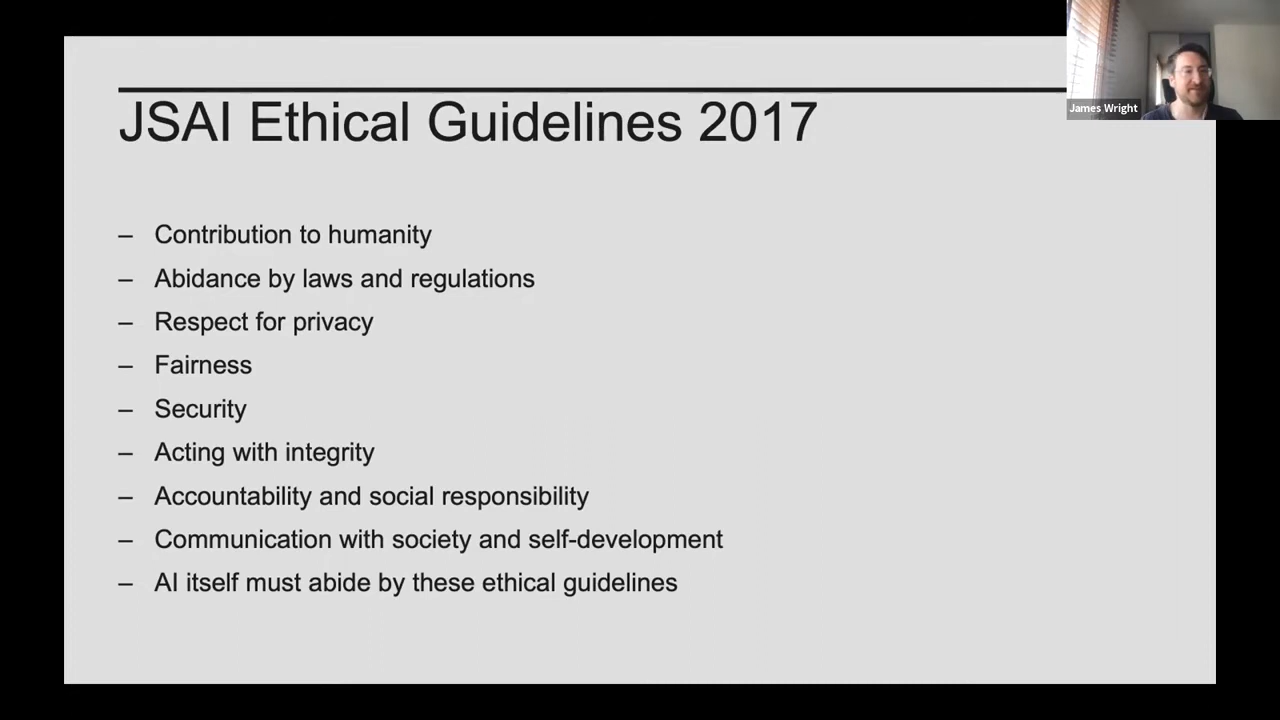 JSAI Ethical Guidelines 2017
James Wright
– Contribution to humanity
– Abidance by laws and regulations
– Respect for privacy
– Fairness
– Security
– Acting with integrity
– Accountability and social responsibility
– Communication with society and self-development
– AI itself must abide by these ethical guidelines